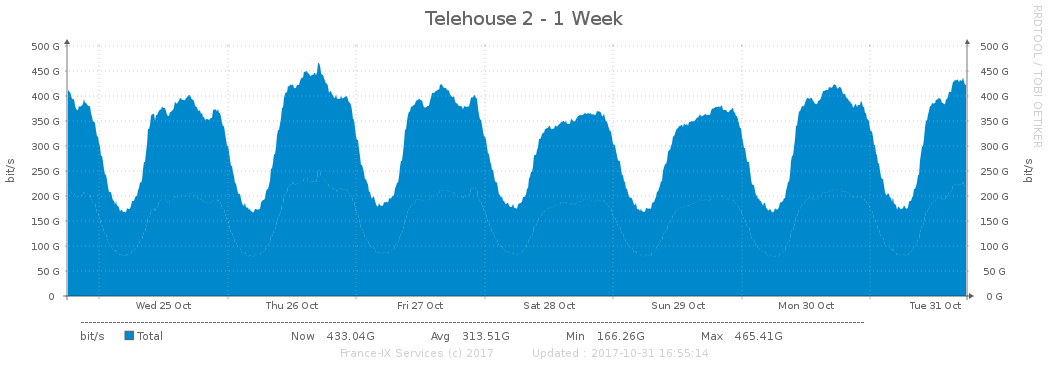 Telehouse 2 - 1 Week
RRDTOOL / TOBI OETIKER
500 G 500 G
450 G 450 G
400 G 400 G
350 G 350 G
300 G 300 G
250 G 250 G
200 G 200 G
150 G 150 G
100 G 100 G
50 G 50 G
0 0 G
bit/s bit/s
Wed 25 Oct Thu 26 Oct Fri 27 Oct Sat 28 Oct Sun 29 Oct Mon 30 Oct Tue 31 Oct
bit/s Total Now 433.04G Avg 313.51G Min 166.26G Max 465.41G
France-IX Services (c) 2017 Updated : 2017-10-31 16:55:14